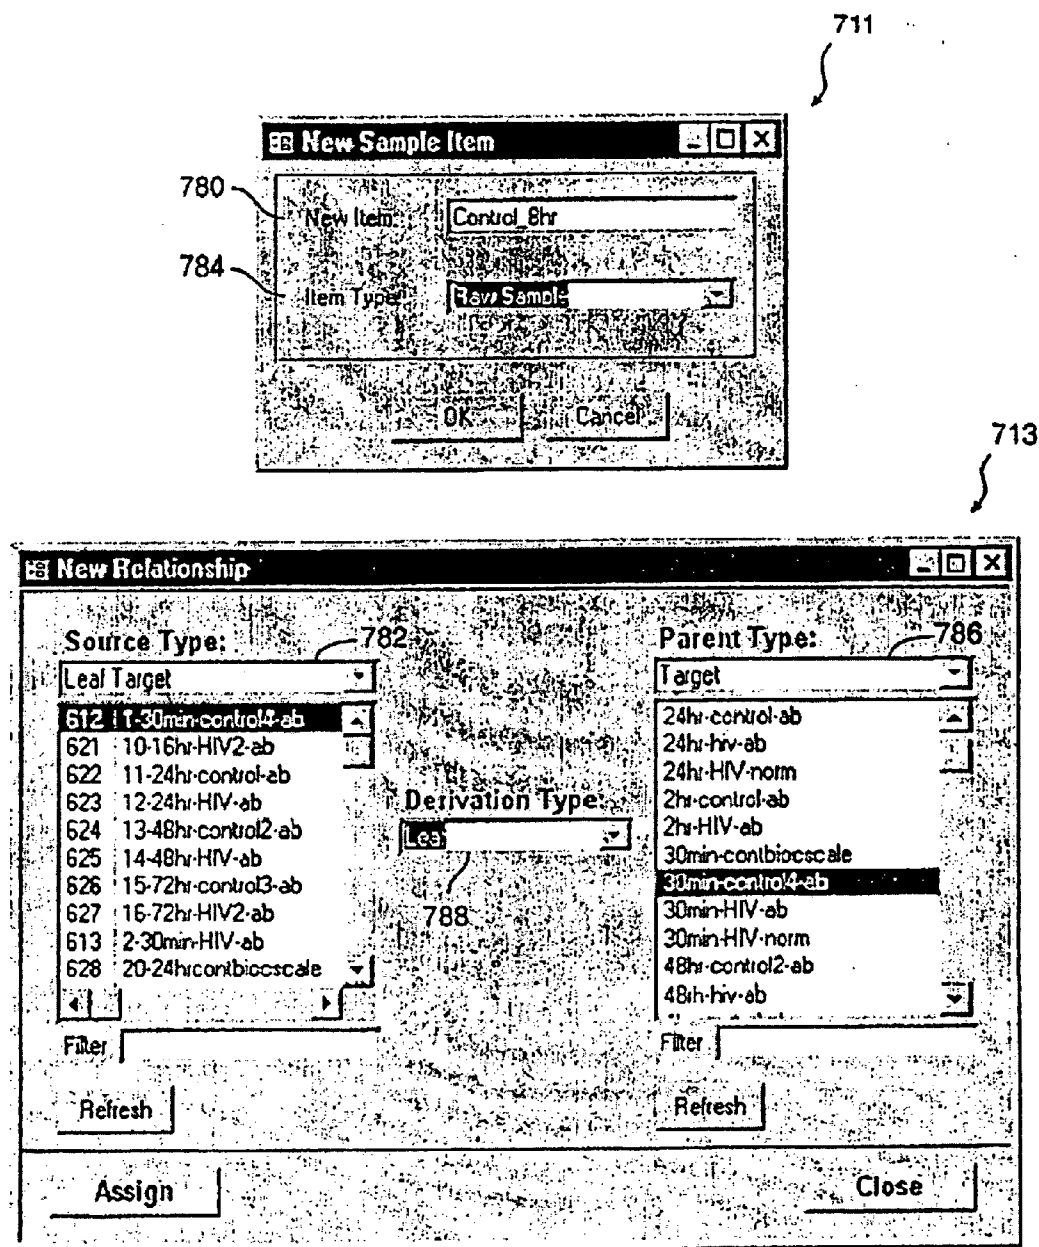 711
New Sample Item
780
New Item:
Control_8hr
784
Item Type:
Raw Sample
OK
Cancel
713
New Relationship
Source Type:
782
Leaf Target
612 1-30min-control4-ab
621 10-16hr-HIV2-ab
622 11-24hr-control-ab
623 12-24hr-HIV-ab
624 13-48hr-control2-ab
625 14-48hr-HIV-ab
626 15-72hr-control3-ab
627 16-72hr-HIV2-ab
613 2-30min-HIV-ab
628 20-24hrcontbiocscale
Filter
Refresh
Derivation Type:
Leaf
788
Parent Type:
786
Target
24hr-control-ab
24hr-hiv-ab
24hr-HIV-norm
2hr-control-ab
2hr-HIV-ab
30min-contbiocscale
30min-control4-ab
30min-HIV-ab
30min-HIV-norm
48hr-control2-ab
48rh-hiv-ab
Filter
Refresh
Assign
Close